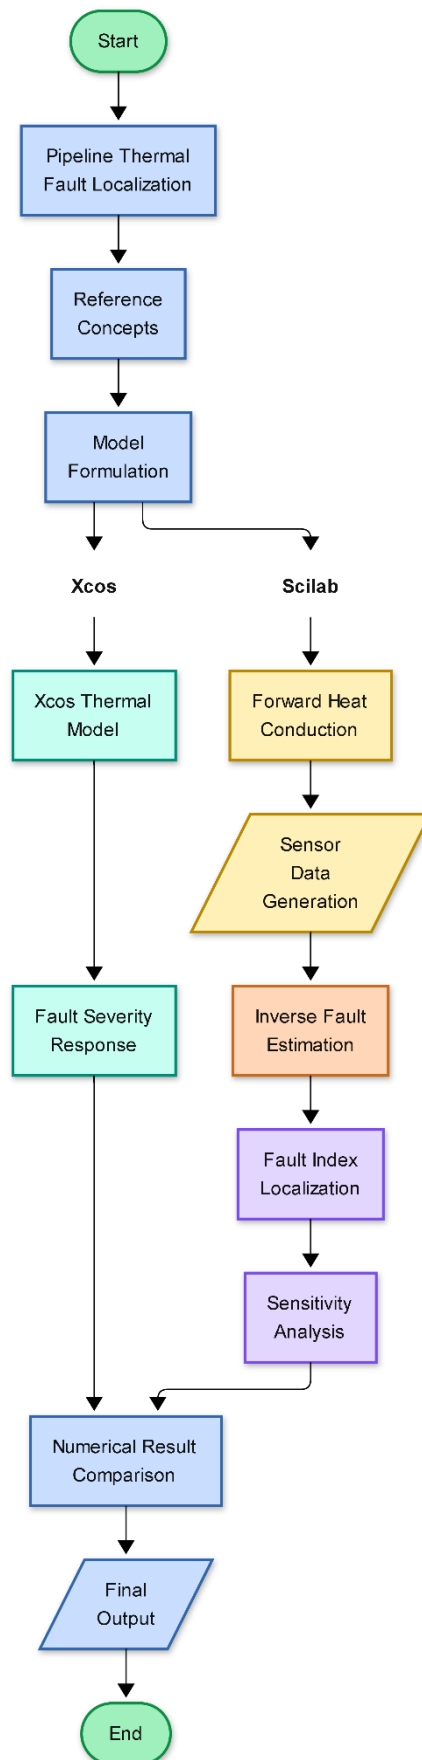 Start
Pipeline Thermal
Fault Localization
Reference
Concepts
Model
Formulation
Xcos
Scilab
Xcos Thermal
Model
Forward Heat
Conduction
Sensor
Data
Generation
Fault Severity
Response
Inverse Fault
Estimation
Fault Index
Localization
Sensitivity
Analysis
Numerical Result
Comparison
Final
Output
End